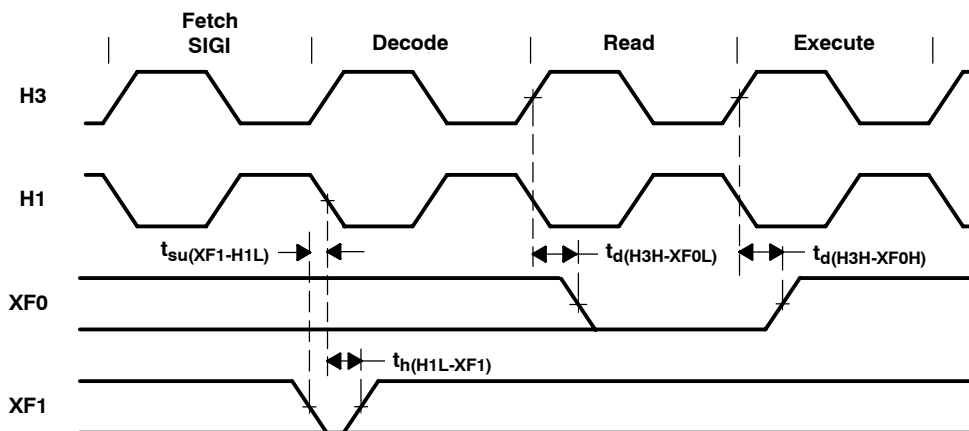 Fetch
SIGI
Decode
Read
Execute
H3
H1
tsu(XF1-H1L)
td(H3H-XF0L)
td(H3H-XF0H)
XF0
th(H1L-XF1)
XF1